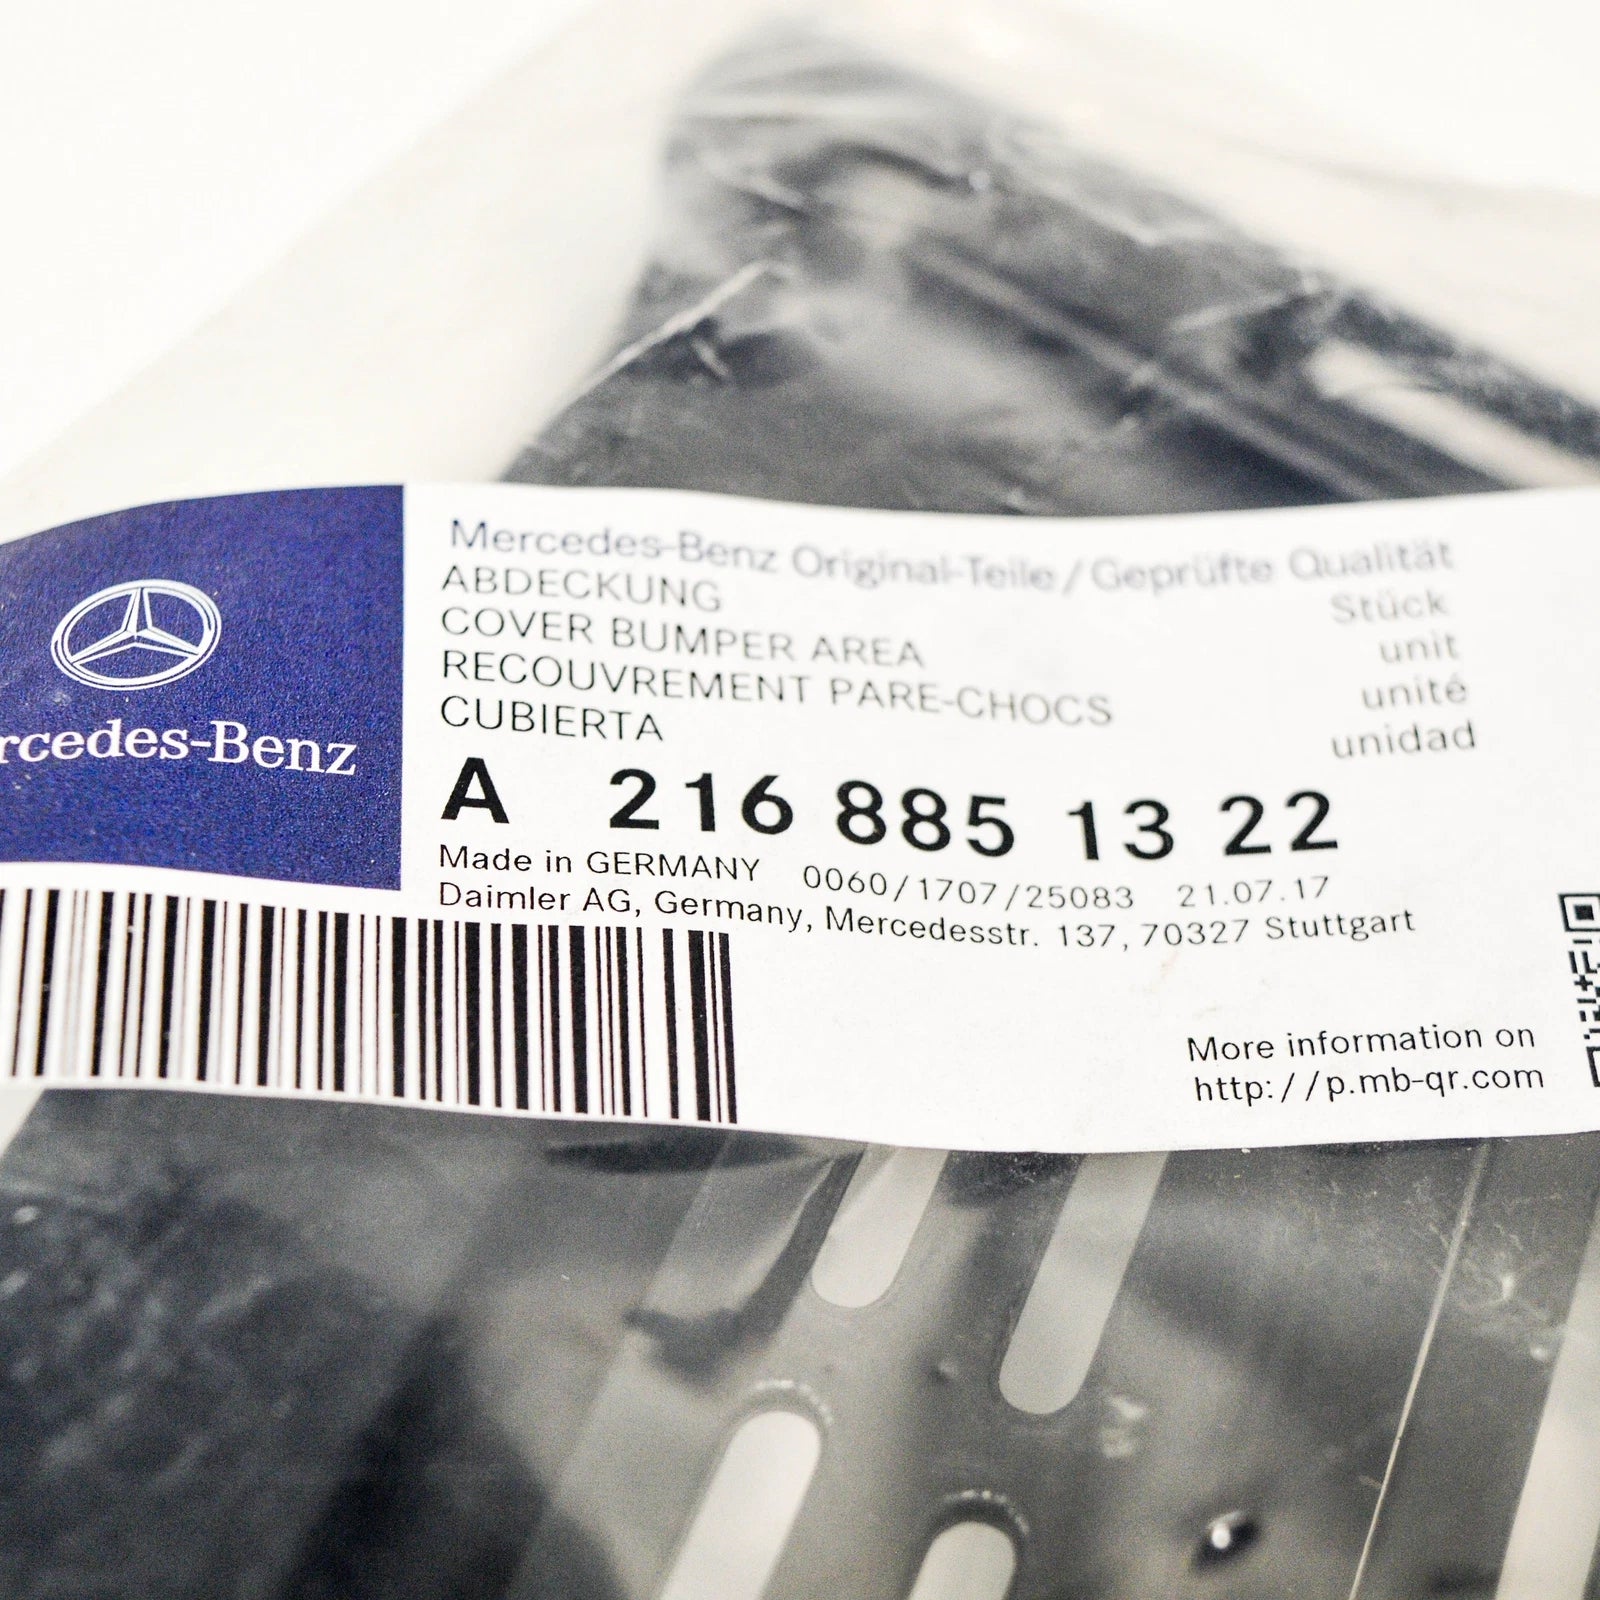 rcedes-Benz
Mercedes-Benz Original-Teile / Geprüfte Qualität
ABDECKUNG Stück
COVER BUMPER AREA unit
RECOUVREMENT PARE-CHOCS unité
CUBIERTA unidad
A 216 885 13 22
Made in GERMANY 0060/1707/25083 21.07.17
Daimler AG, Germany, Mercedesstr. 137, 70327 Stuttgart
More information on
http://p.mb-qr.com